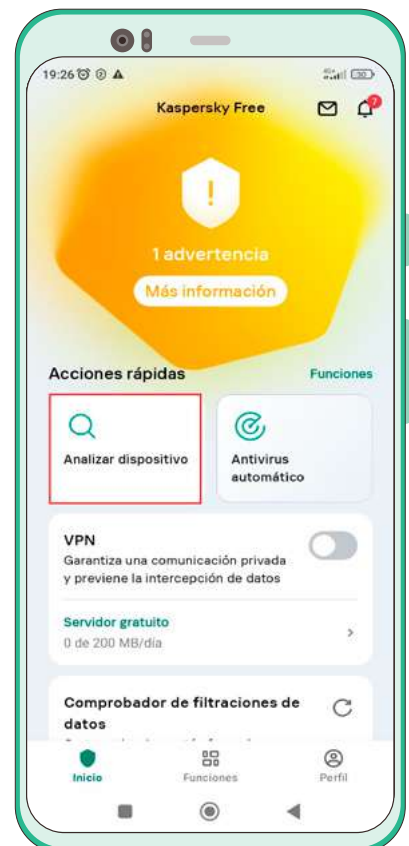 19:26
4G+
30
Kaspersky Free
7
1 advertencia
Más información
Acciones rápidas
Funciones
Analizar dispositivo
Antivirus
automático
VPN
Garantiza una comunicación privada
y previene la intercepción de datos
Servidor gratuito
0 de 200 MB/día
Comprobador de filtraciones de
datos
Inicio
Funciones
Perfil